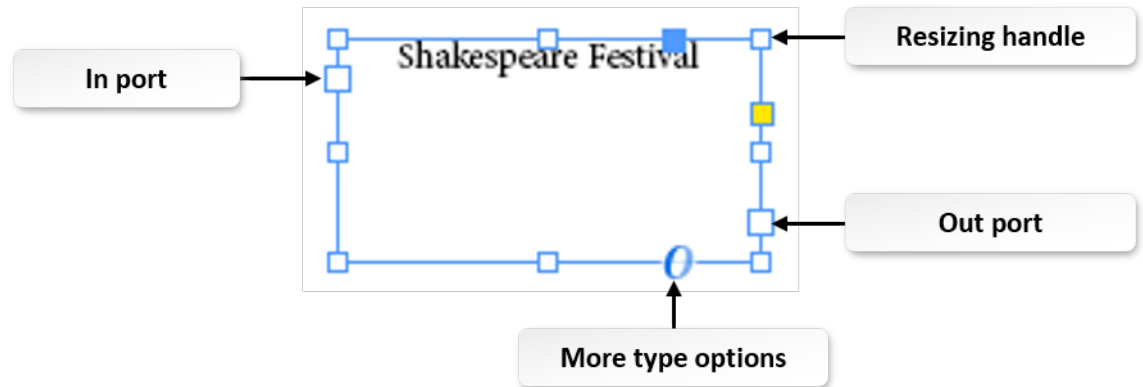 Resizing handle
Shakespeare Festival
In port
Out port
O
More type options